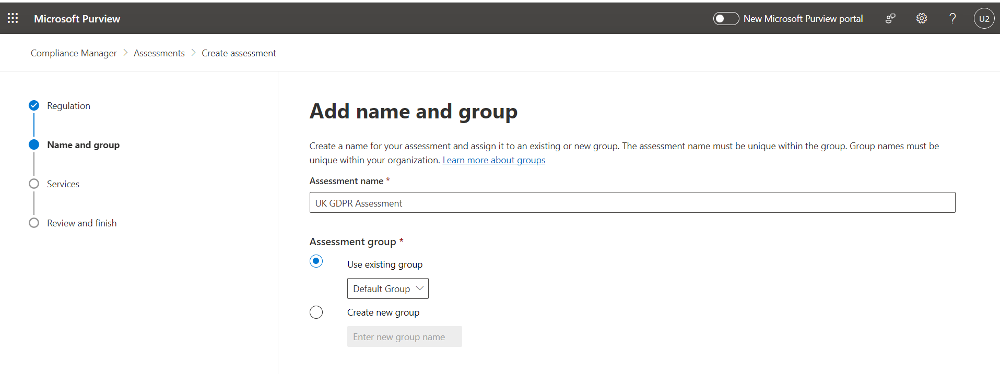 Microsoft Purview
New Microsoft Purview portal
?
U2
Compliance Manager > Assessments > Create assessment
Regulation
Name and group
Services
Review and finish
Add name and group
Create a name for your assessment and assign it to an existing or new group. The assessment name must be unique within the group. Group names must be
unique within your organization. Learn more about groups
Assessment name *
UK GDPR Assessment
Assessment group *
Use existing group
Default Group
Create new group
Enter new group name